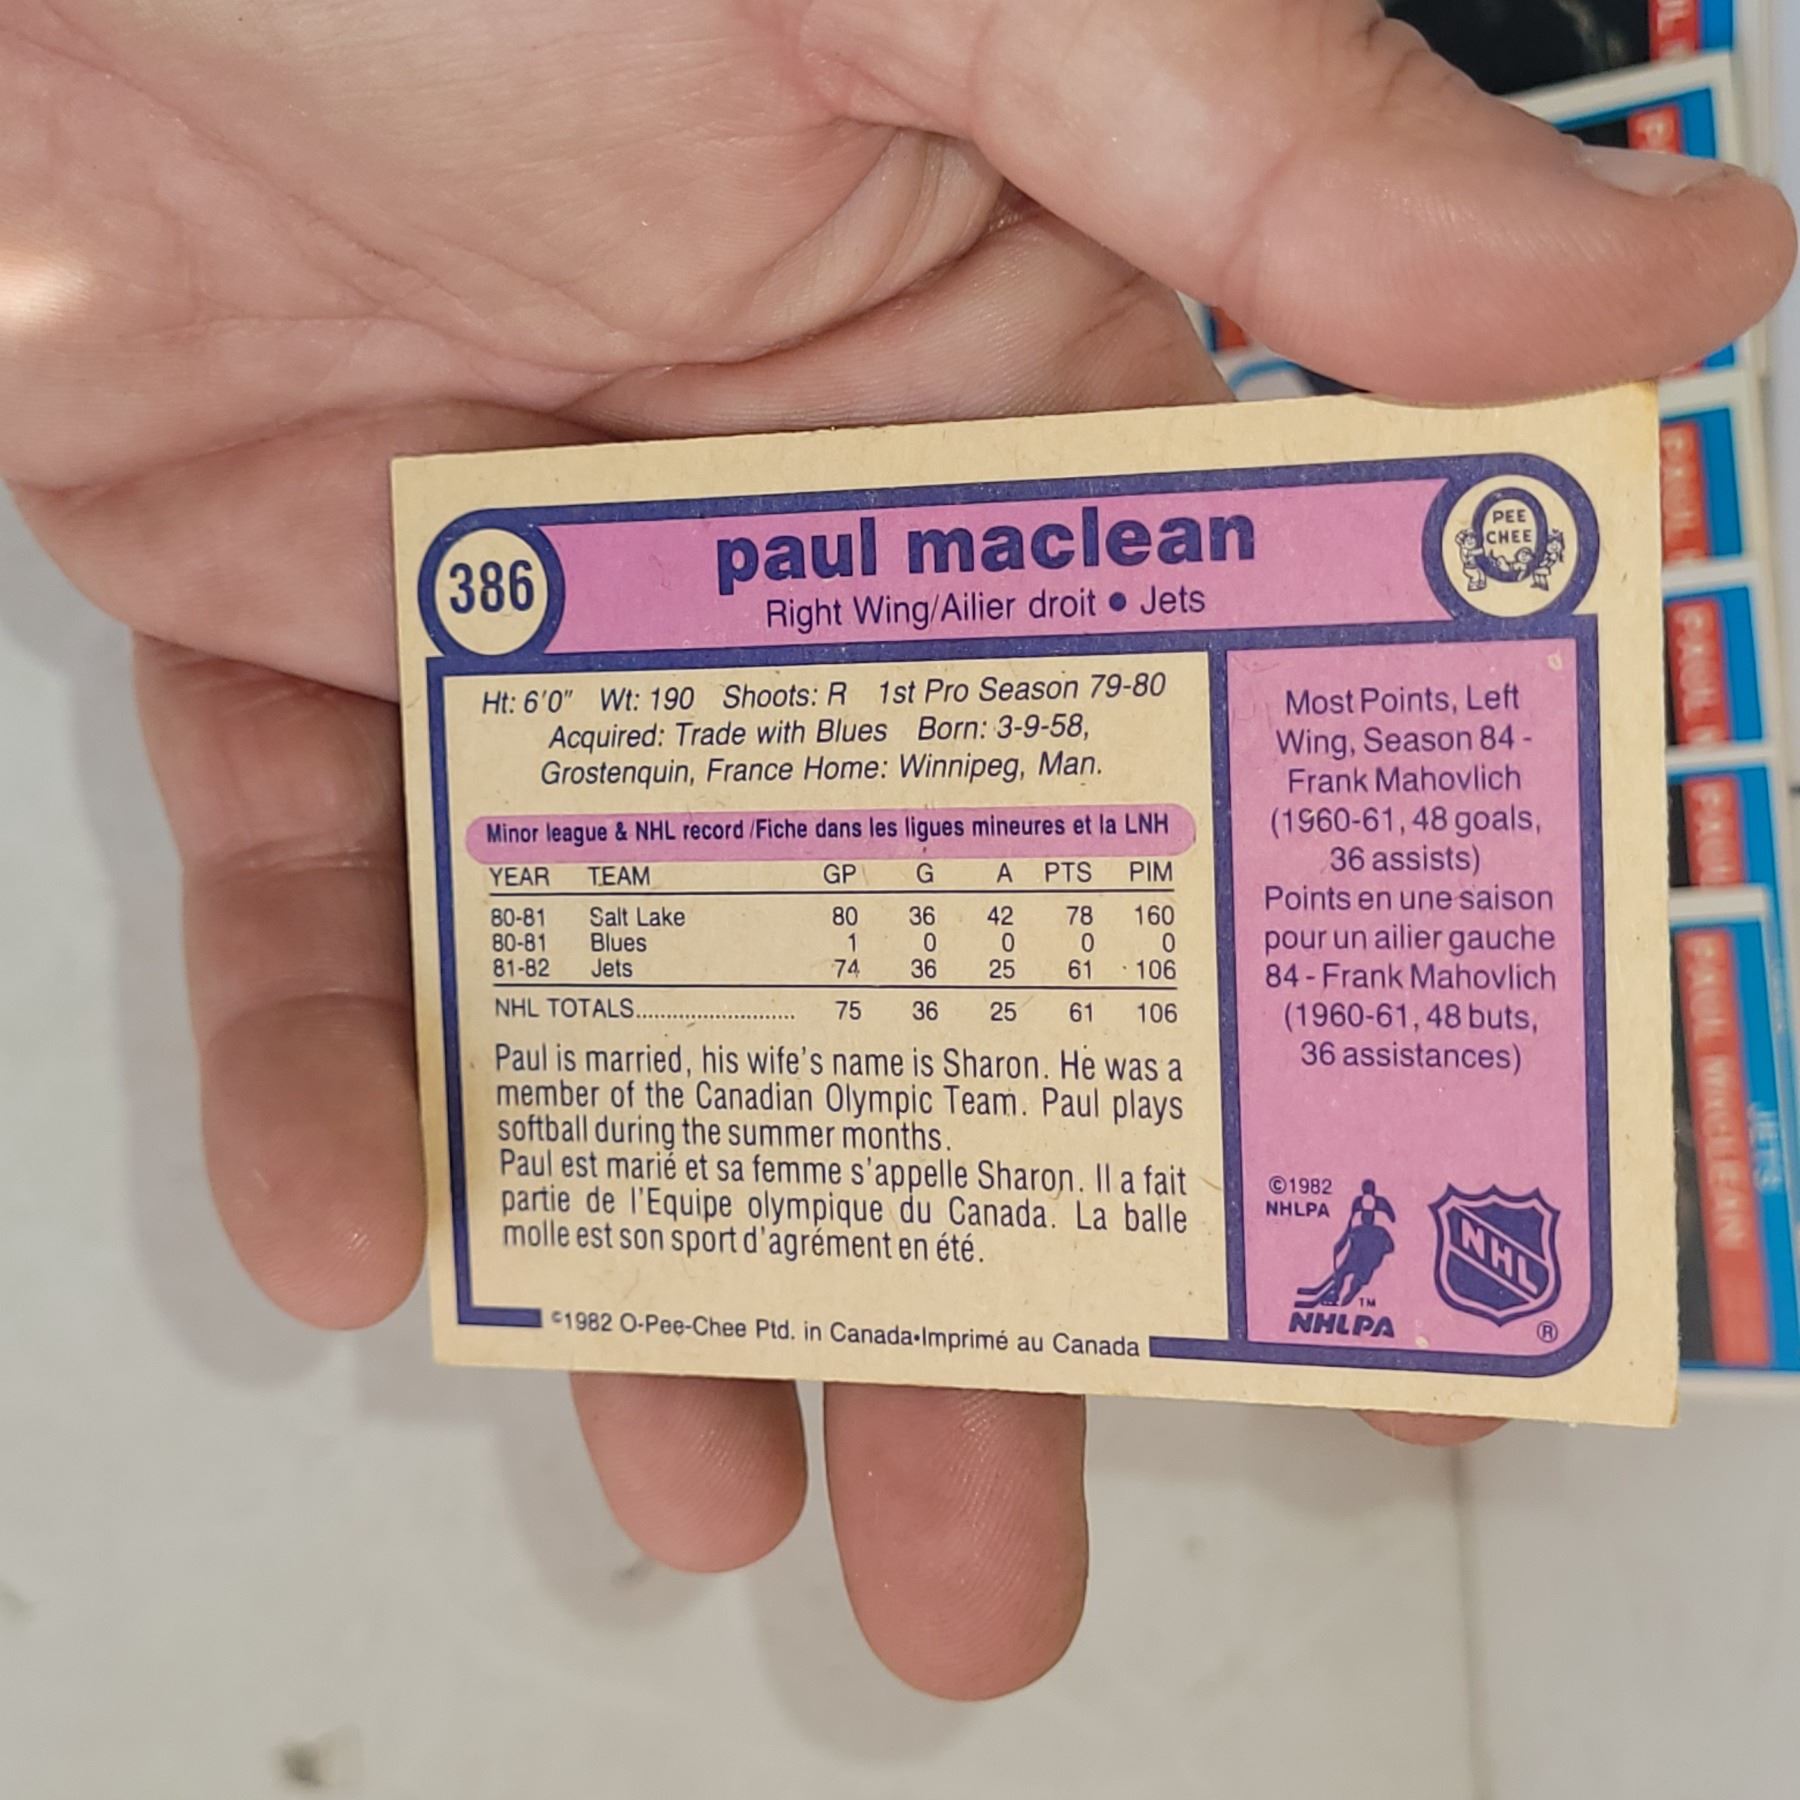 386
paul maclean
Right Wing/Ailier droit • Jets
PEE
CHEE
Ht: 6'0" Wt: 190 Shoots: R 1st Pro Season 79-80
Acquired: Trade with Blues Born: 3-9-58,
Grostenquin, France Home: Winnipeg, Man.
Minor league & NHL record /Fiche dans les ligues mineures et la LNH
YEAR TEAM GP G A PTS PIM
80-81 Salt Lake 80 36 42 78 160
80-81 Blues 1 0 0 0 0
81-82 Jets 74 36 25 61 106
NHL TOTALS........................... 75 36 25 61 106
Paul is married, his wife's name is Sharon. He was a
member of the Canadian Olympic Team. Paul plays
softball during the summer months.
Paul est marié et sa femme s'appelle Sharon. Il a fait
partie de l'Equipe olympique du Canada. La balle
molle est son sport d'agrément en été.
©1982 O-Pee-Chee Ptd. in Canada•Imprimé au Canada
Most Points, Left
Wing, Season 84 -
Frank Mahovlich
(1960-61, 48 goals,
36 assists)
Points en une saison
pour un ailier gauche
84 - Frank Mahovlich
(1960-61, 48 buts,
36 assistances)
©1982
NHLPA
TM
NHLPA
NHL
®
PAUL
PAUL
PAUL
PAUL MACLEAN
JETS